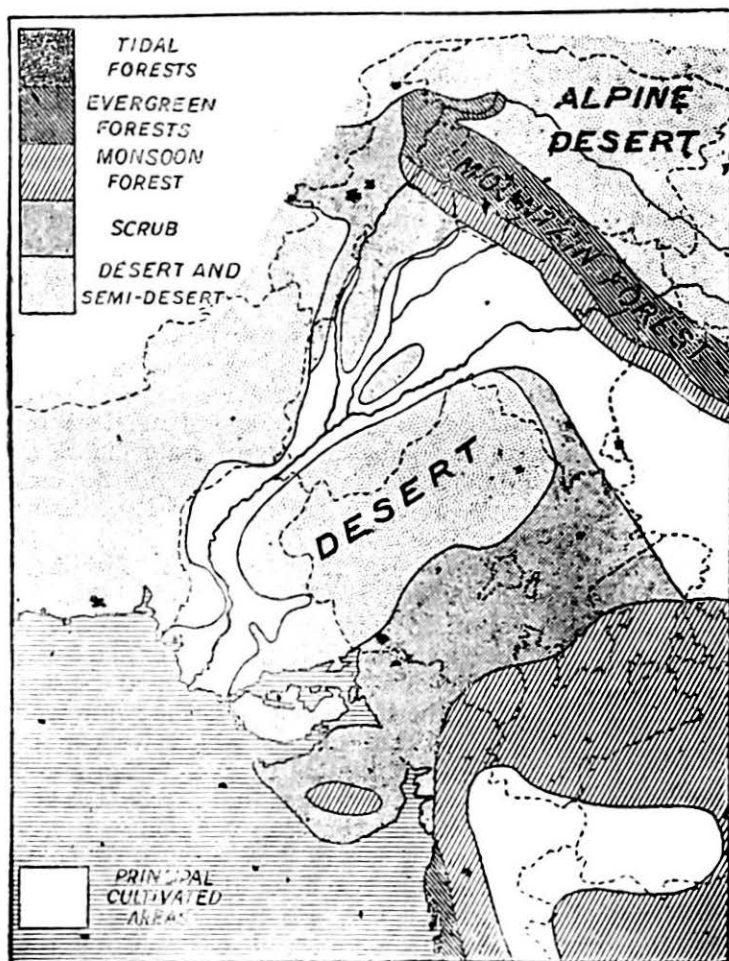 TIDAL
FORESTS
EVERGREEN
FORESTS
MONSOON
FOREST
SCRUB
DESERT AND
SEMI-DESERT
ALPINE
DESERT
MOUNTAIN FOREST
DESERT
PRINCIPAL
CULTIVATED
AREAS